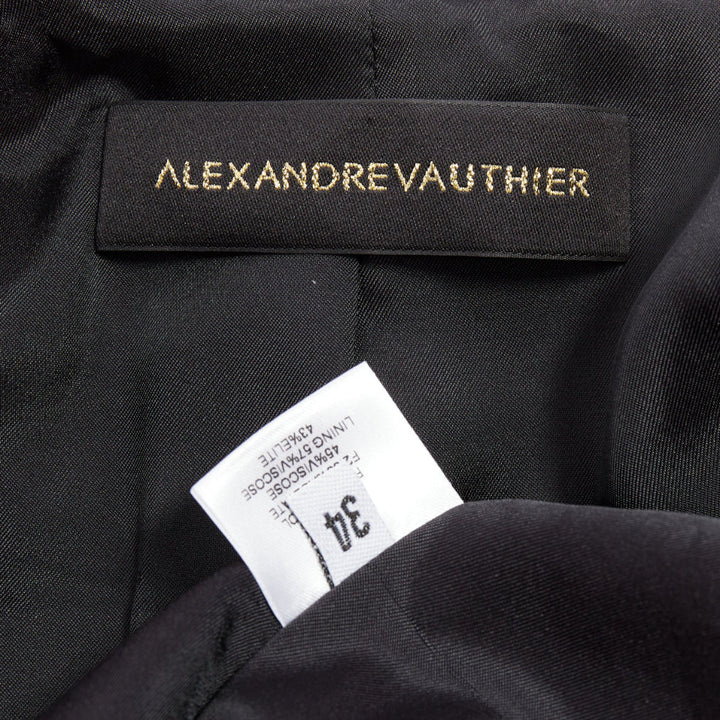 ALEXANDREVAUTHIER
45%VISCOSE
LINING 57%VISCOSE
43%ELITE
34